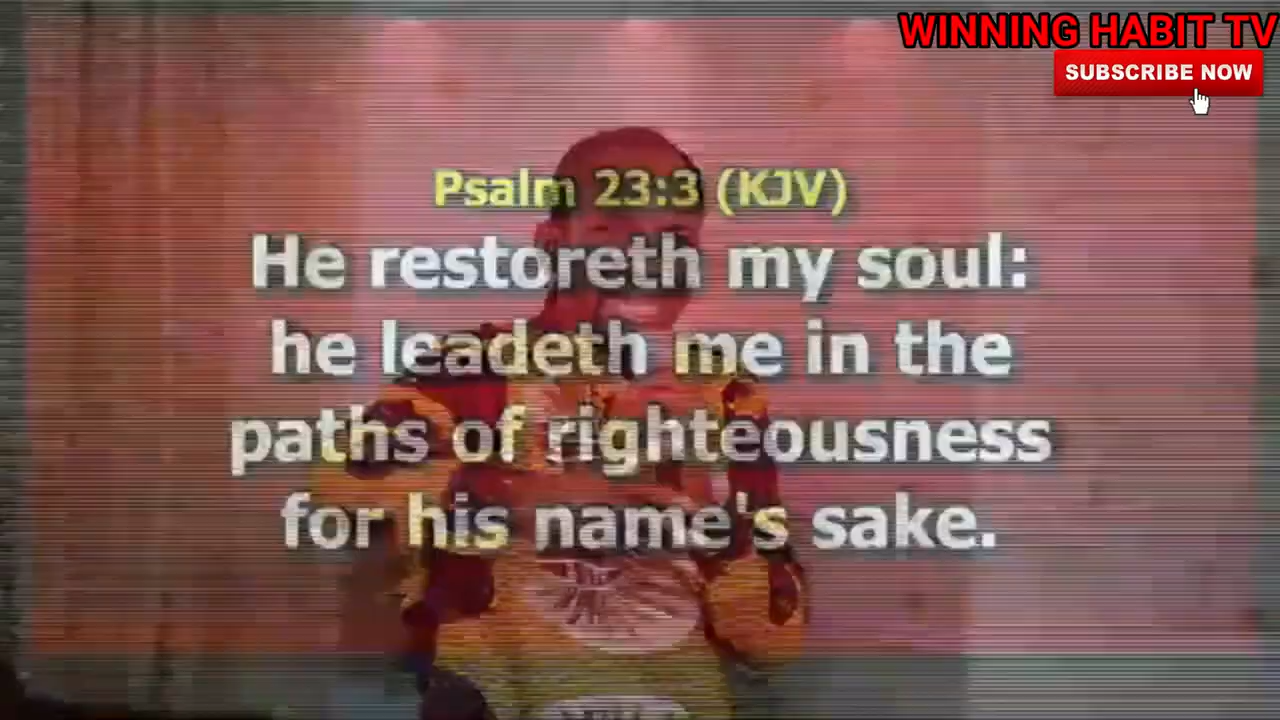 WINNING HABIT TV
SUBSCRIBE NOW
Psalm 23:3 (KJV)
He restoreth my soul:
he leadeth me in the
paths of righteousness
for his name's sake.